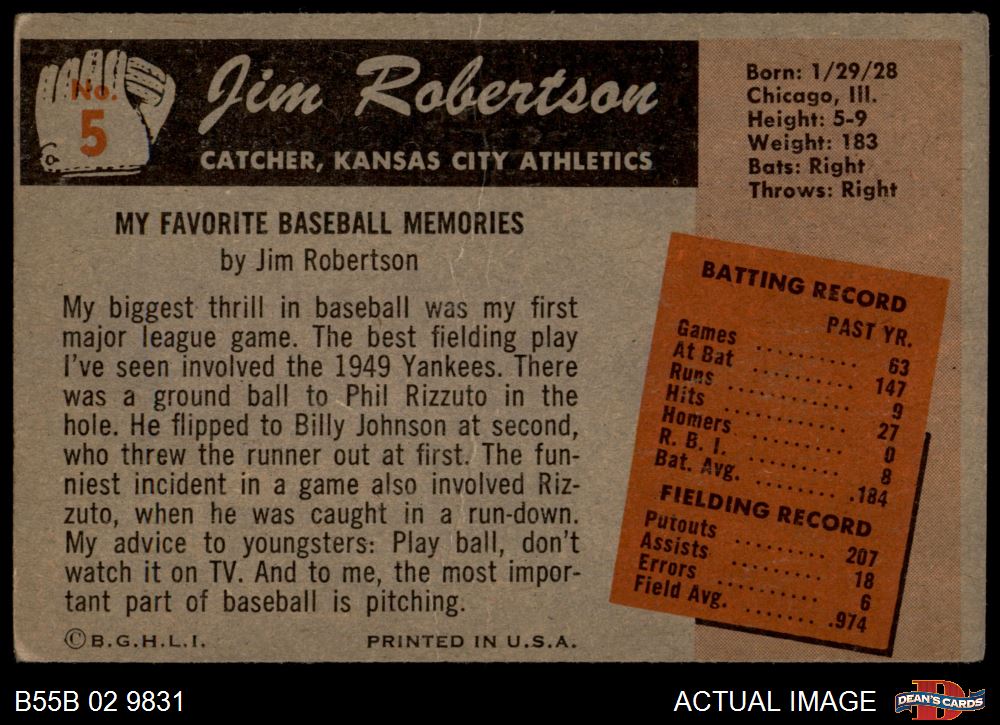 No.
5
Jim Robertson
CATCHER, KANSAS CITY ATHLETICS
Born: 1/29/28
Chicago, Ill.
Height: 5-9
Weight: 183
Bats: Right
Throws: Right
MY FAVORITE BASEBALL MEMORIES
by Jim Robertson
My biggest thrill in baseball was my first
major league game. The best fielding play
I've seen involved the 1949 Yankees. There
was a ground ball to Phil Rizzuto in the
hole. He flipped to Billy Johnson at second,
who threw the runner out at first. The fun-
niest incident in a game also involved Riz-
zuto, when he was caught in a run-down.
My advice to youngsters: Play ball, don't
watch it on TV. And to me, the most impor-
tant part of baseball is pitching.
© B.G.H.L.I. PRINTED IN U.S.A.
BATTING RECORD
PAST YR.
Games .......... 63
At Bat .......... 147
Runs .......... 9
Hits .......... 27
Homers .......... 0
R. B. I. .......... 8
Bat. Avg. ........ .184
FIELDING RECORD
Putouts .......... 207
Assists .......... 18
Errors .......... 6
Field Avg. ....... .974
B55B 02 9831
ACTUAL IMAGE
D
DEAN'S CARDS